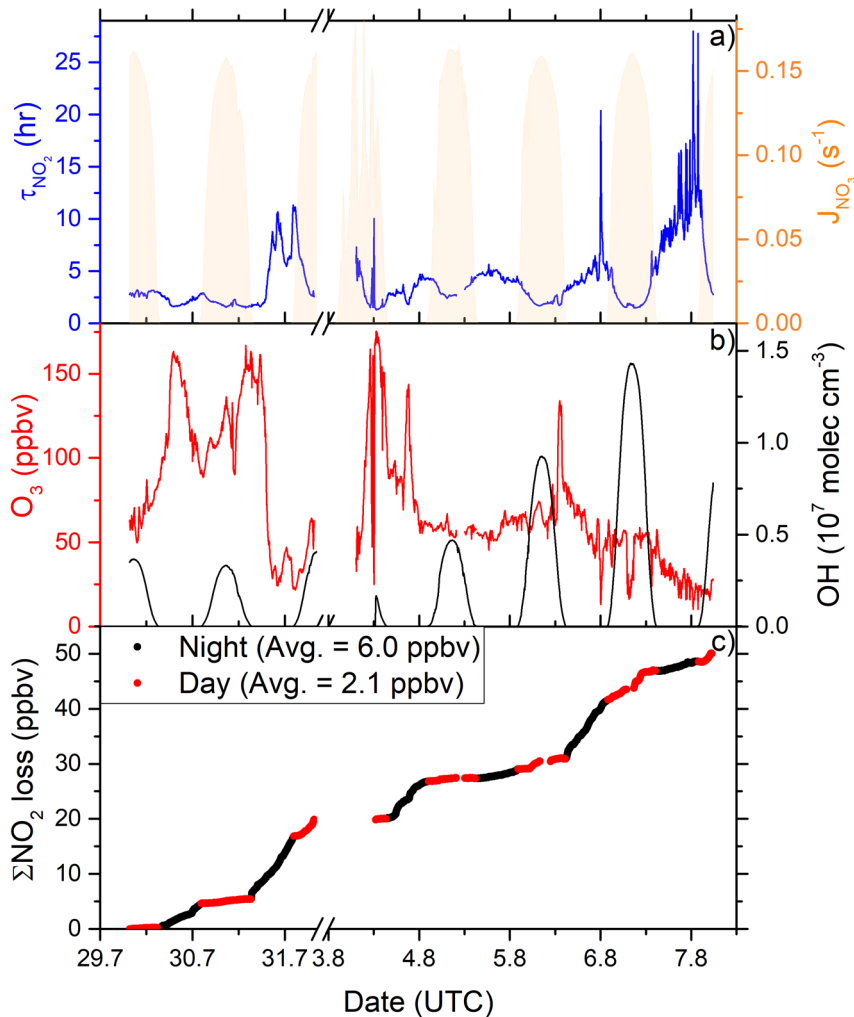 a)
25
20
15
10
5
0
τNO₂ (hr)
0.15
0.10
0.05
0.00
JNO₃ (s⁻¹)
b)
150
100
50
0
O₃ (ppbv)
1.5
1.0
0.5
0.0
OH (10⁷ molec cm⁻³)
c)
Night (Avg. = 6.0 ppbv)
Day (Avg. = 2.1 ppbv)
50
40
30
20
10
0
ΣNO₂ loss (ppbv)
29.7 30.7 31.7 3.8 4.8 5.8 6.8 7.8
Date (UTC)